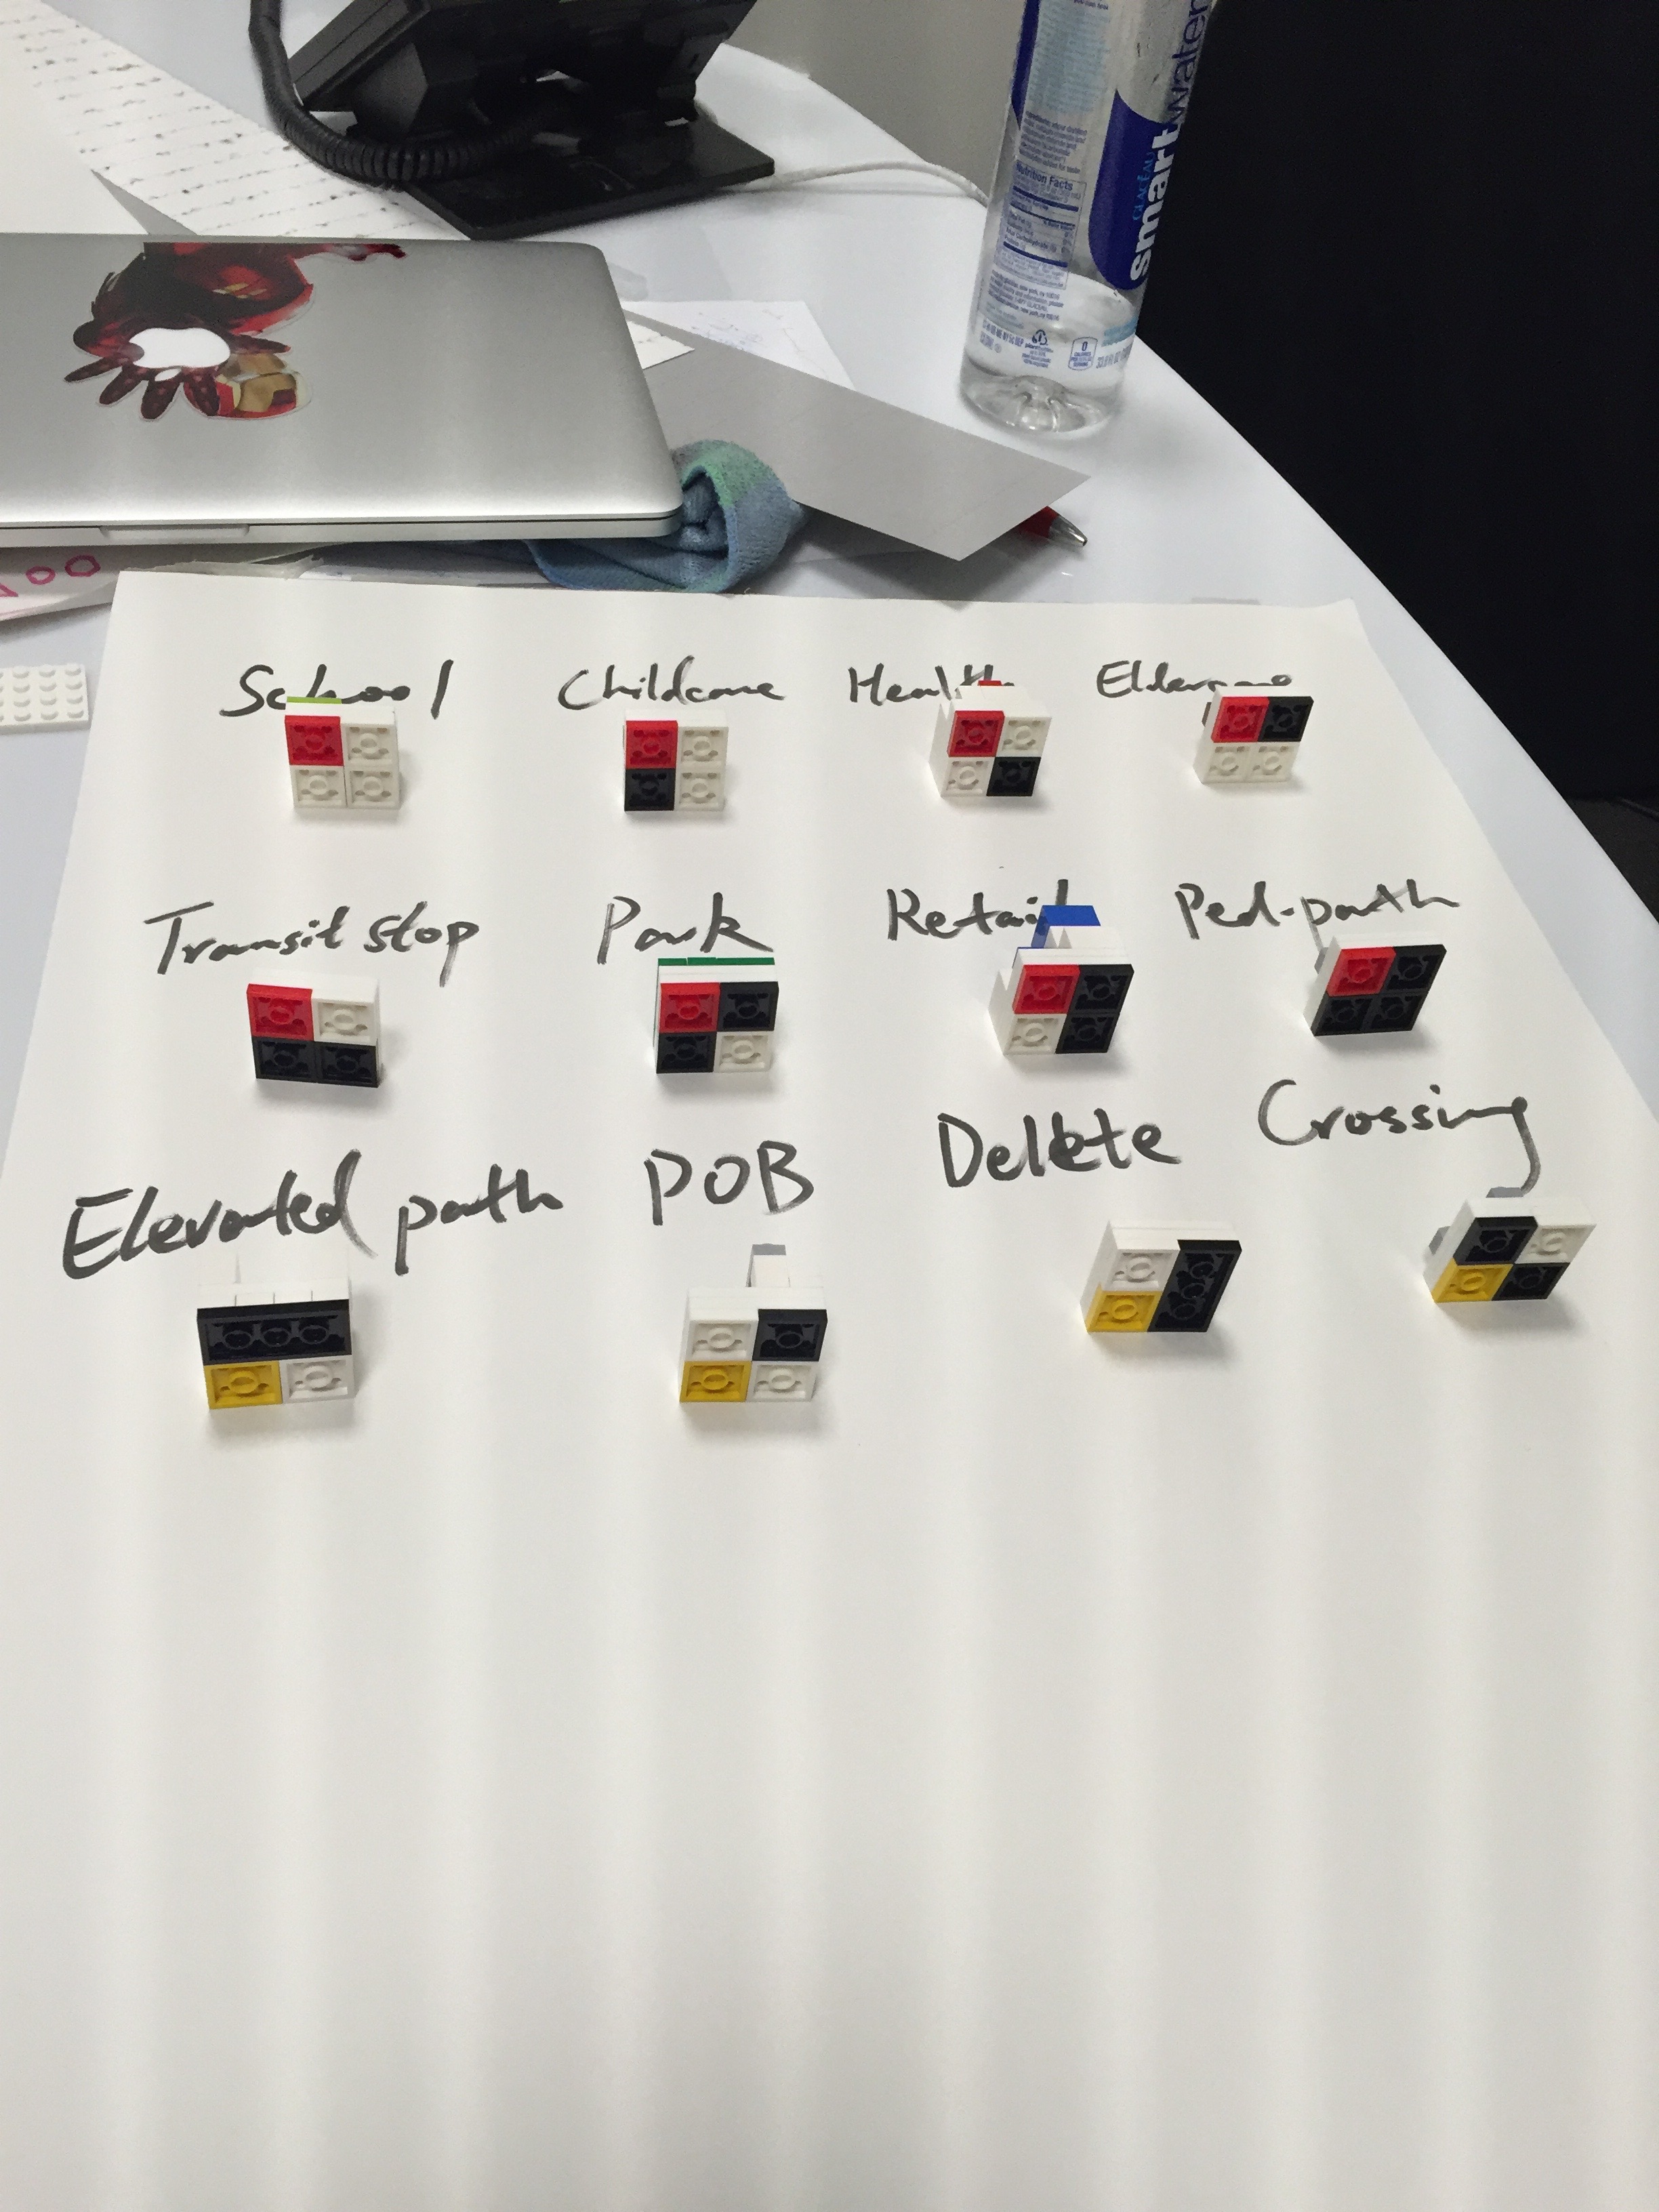 GLACÉAU
smartwater
Nutrition Facts
School Childcare Health Eldercare
Transit stop Park Retail Ped-path
Elevated path POB Delete Crossing